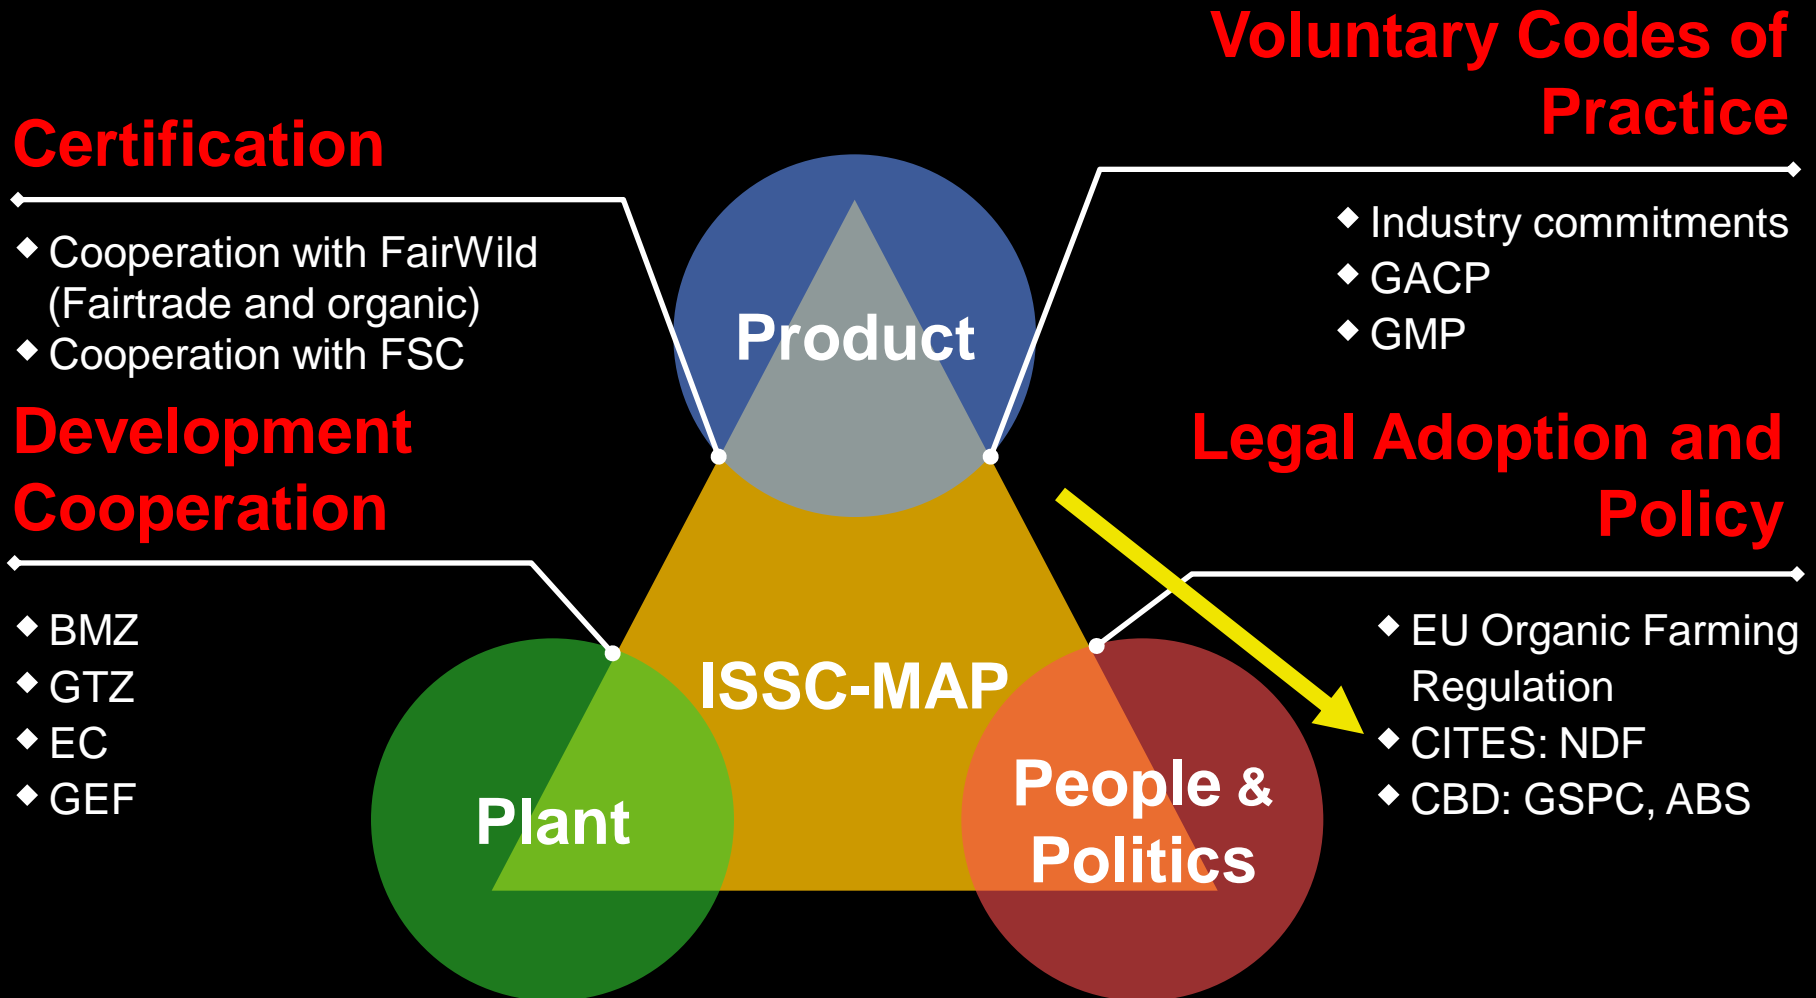 Certification
Cooperation with FairWild
(Fairtrade and organic)
Cooperation with FSC
Development
Cooperation
BMZ
GTZ
EC
GEF
Product
ISSC-MAP
Plant
People &
Politics
Voluntary Codes of
Practice
Industry commitments
GACP
GMP
Legal Adoption and
Policy
EU Organic Farming
Regulation
CITES: NDF
CBD: GSPC, ABS